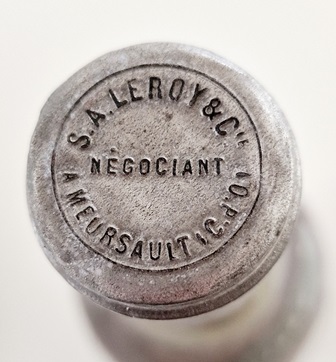 S.A. LEROY & Cie
NÉGOCIANT
A MEURSAULT (C.d'O)